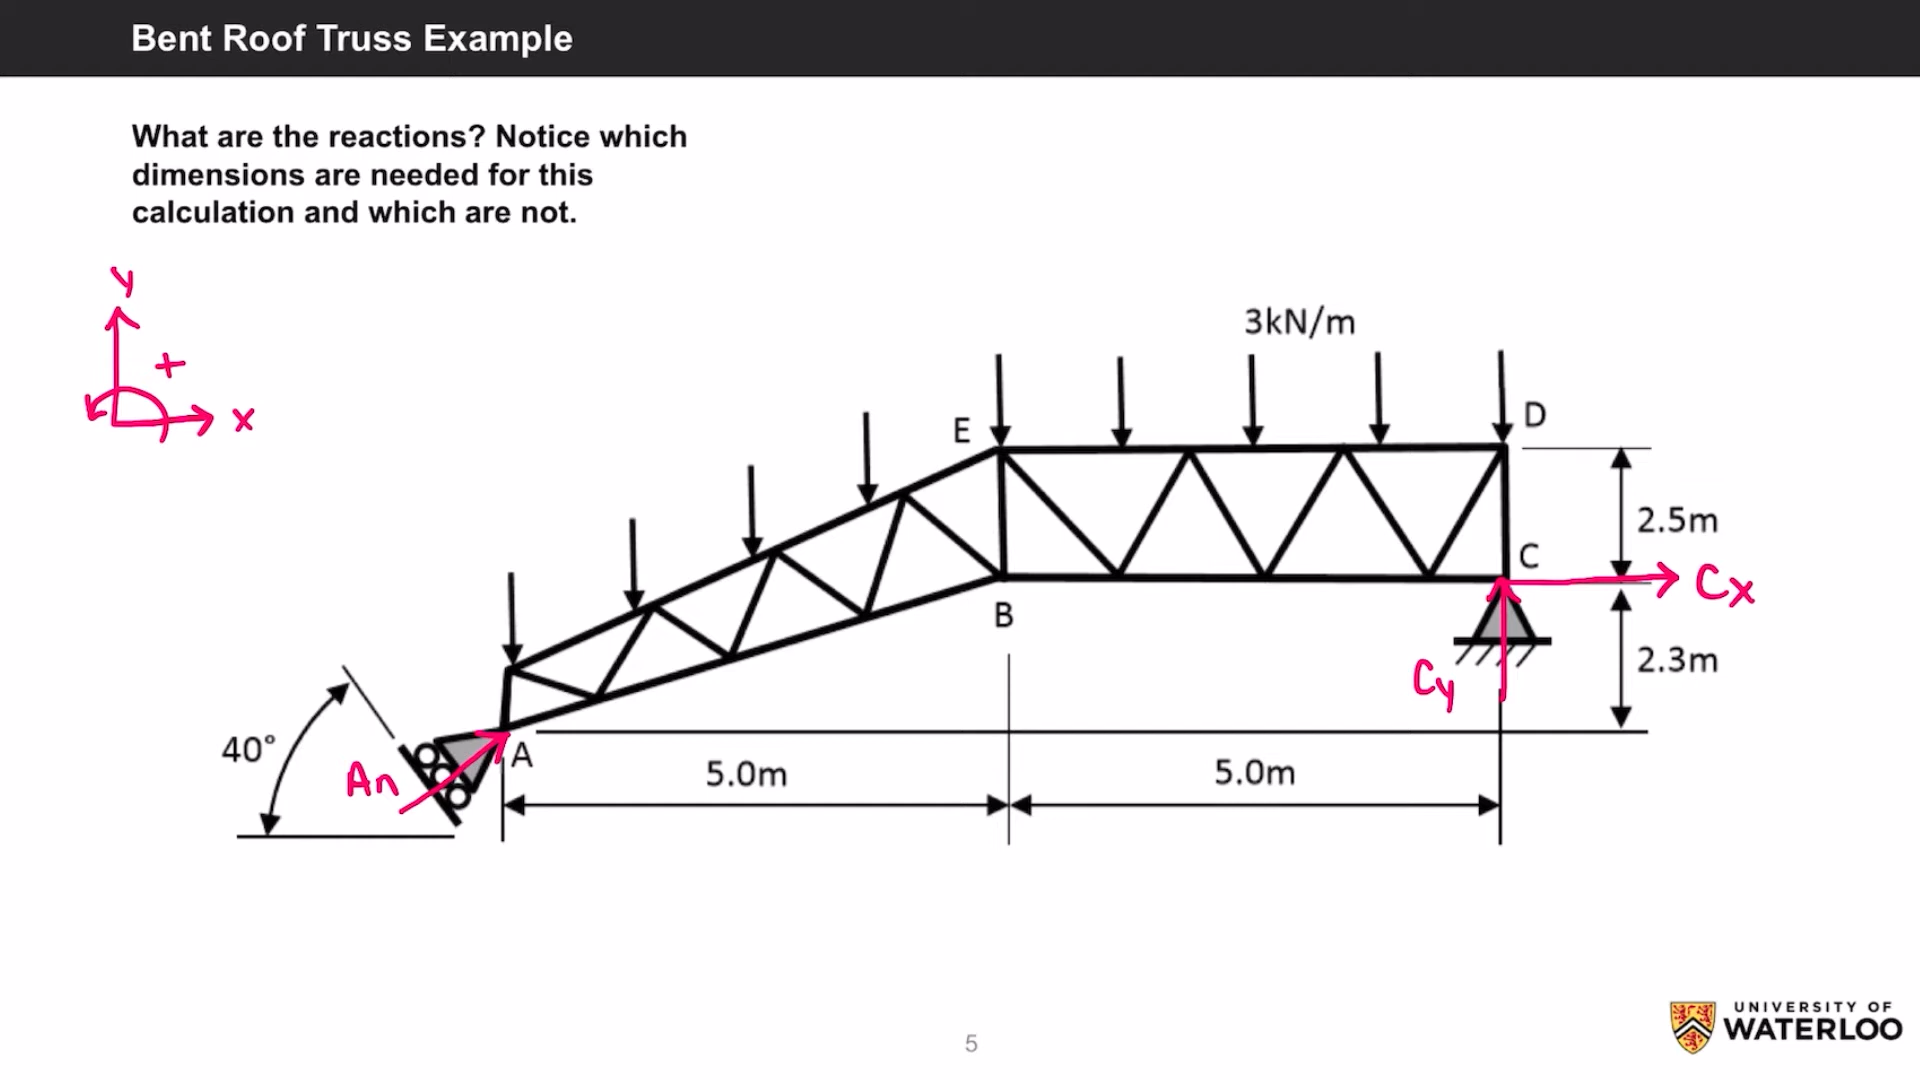 Bent Roof Truss Example
What are the reactions? Notice which
dimensions are needed for this
calculation and which are not.
y
+
x
3kN/m
E
D
2.5m
C
Cx
B
2.3m
Cy
40°
An
A
5.0m
5.0m
UNIVERSITY OF
WATERLOO
5